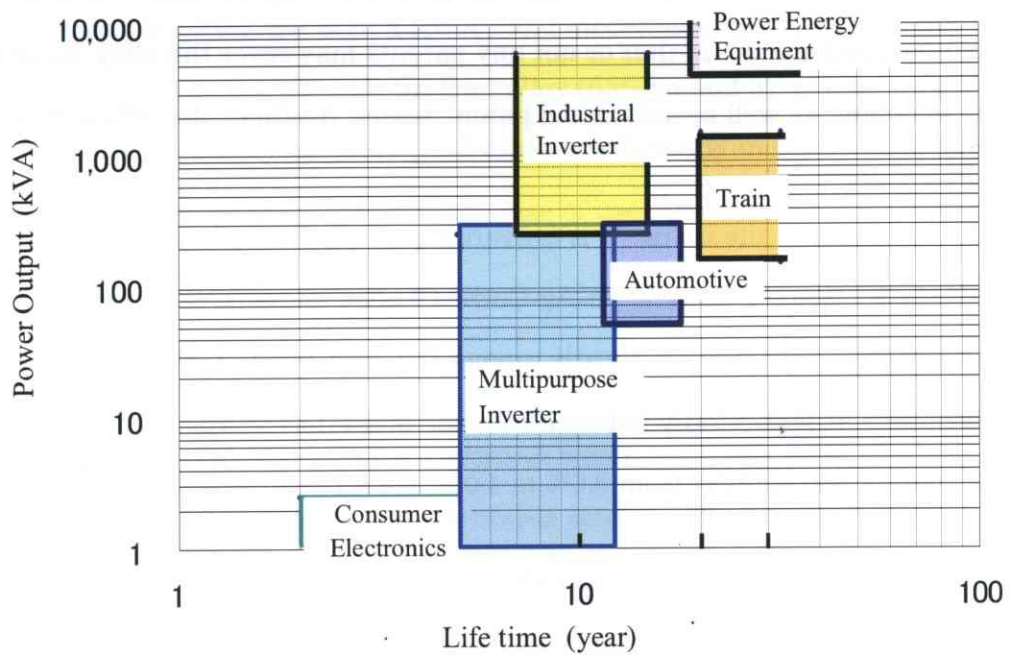 10,000
1,000
100
10
1
Power Output (kVA)
Power Energy
Equiment
Industrial
Inverter
Train
Automotive
Multipurpose
Inverter
Consumer
Electronics
1
10
100
Life time (year)